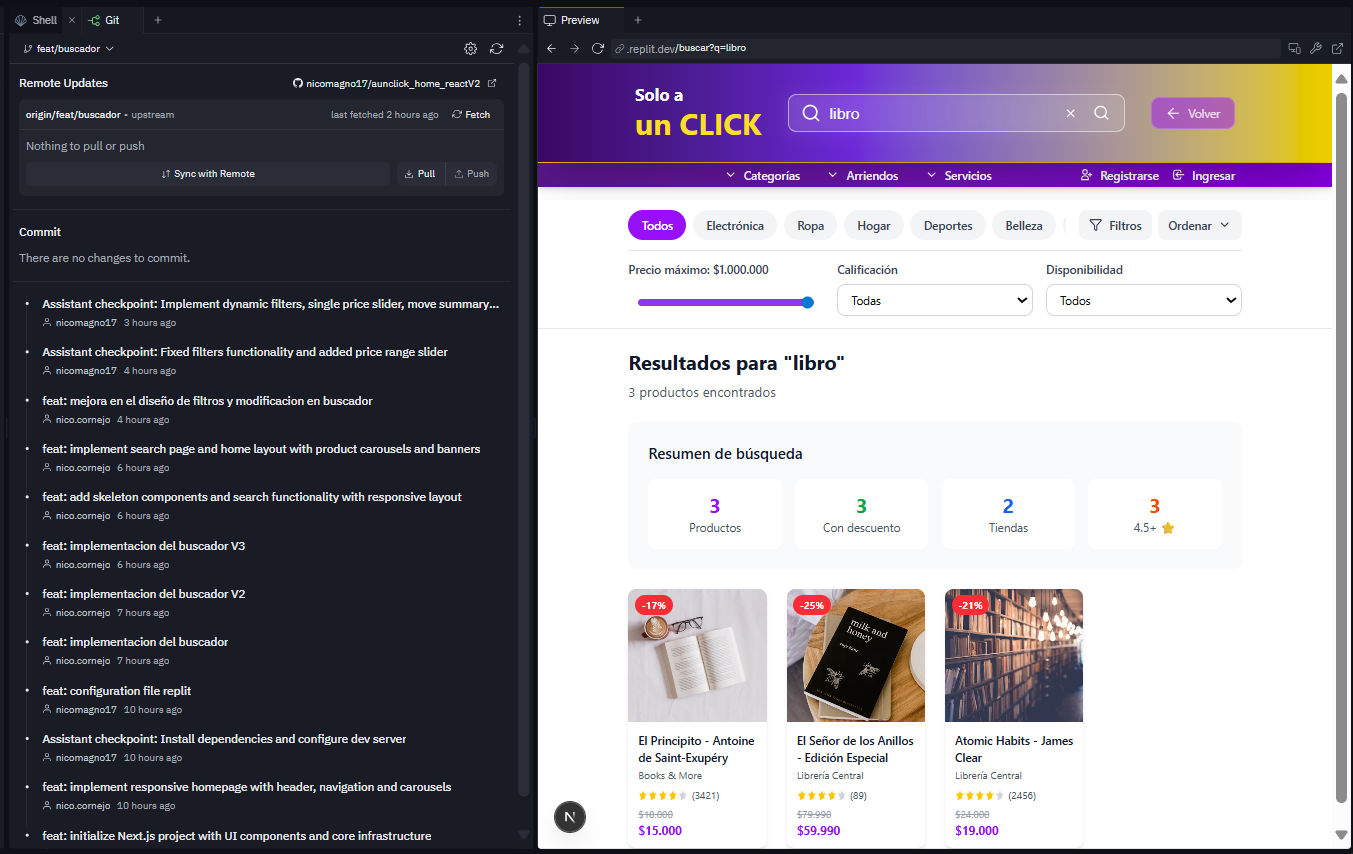 Shell
Git
feat/buscador
Remote Updates
nicomagno17/aunclick_home_reactV2
origin/feat/buscador • upstream
last fetched 2 hours ago
Fetch
Nothing to pull or push
Sync with Remote
Pull
Push
Commit
There are no changes to commit.
Assistant checkpoint: Implement dynamic filters, single price slider, move summary...
nicomagno17 3 hours ago
Assistant checkpoint: Fixed filters functionality and added price range slider
nicomagno17 4 hours ago
feat: mejora en el diseño de filtros y modificacion en buscador
nico.cornejo 4 hours ago
feat: implement search page and home layout with product carousels and banners
nico.cornejo 6 hours ago
feat: add skeleton components and search functionality with responsive layout
nico.cornejo 6 hours ago
feat: implementacion del buscador V3
nico.cornejo 6 hours ago
feat: implementacion del buscador V2
nico.cornejo 7 hours ago
feat: implementacion del buscador
nico.cornejo 7 hours ago
feat: configuration file replit
nicomagno17 10 hours ago
Assistant checkpoint: Install dependencies and configure dev server
nicomagno17 10 hours ago
feat: implement responsive homepage with header, navigation and carousels
nico.cornejo 10 hours ago
feat: initialize Next.js project with UI components and core infrastructure
Preview
.replit.dev/buscar?q=libro
Solo a
un CLICK
libro
Volver
Categorías
Arriendos
Servicios
Registrarse
Ingresar
Todos
Electrónica
Ropa
Hogar
Deportes
Belleza
Filtros
Ordenar
Precio máximo: $1.000.000
Calificación
Disponibilidad
Todas
Todos
Resultados para "libro"
3 productos encontrados
Resumen de búsqueda
3
Productos
3
Con descuento
2
Tiendas
3
4.5+
-17%
-25%
milk and
honey
-21%
El Principito - Antoine
de Saint-Exupéry
Books & More
(3421)
$18.000
$15.000
El Señor de los Anillos
- Edición Especial
Librería Central
(89)
$79.990
$59.990
Atomic Habits - James
Clear
Librería Central
(2456)
$24.000
$19.000
N